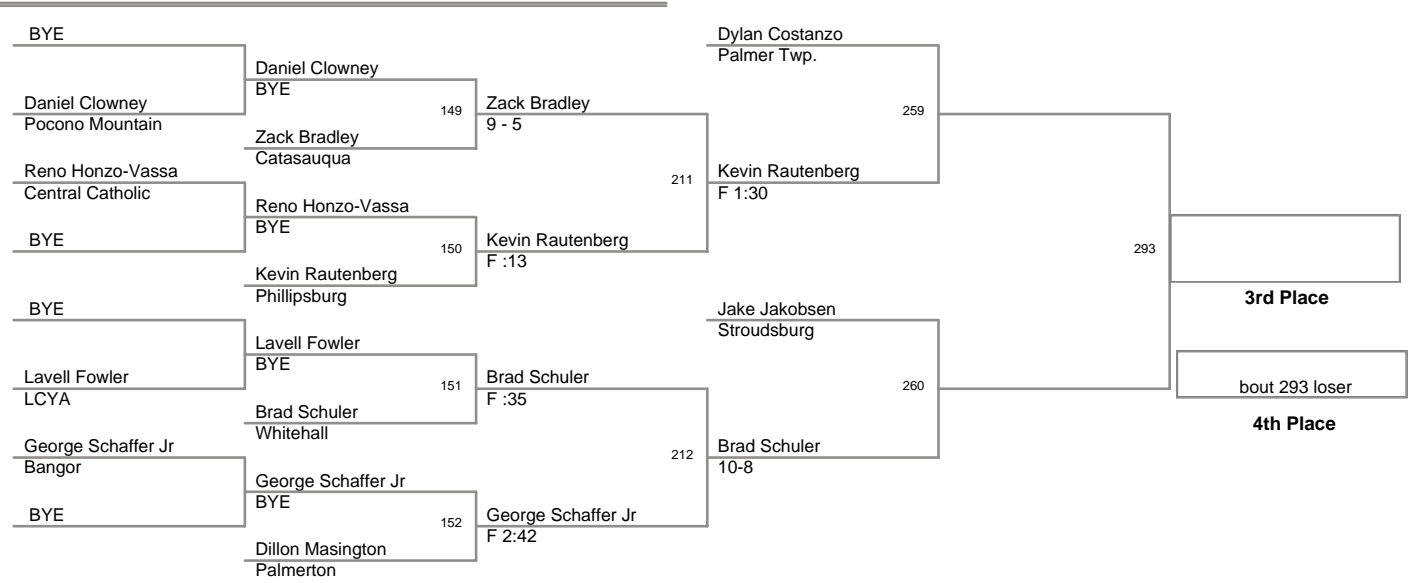 BYE
Daniel Clowney
Pocono Mountain
Reno Honzo-Vassa
Central Catholic
BYE
BYE
Lavell Fowler
LCYA
George Schaffer Jr
Bangor
BYE
Daniel Clowney
BYE
149
Zack Bradley
Catasauqua
Reno Honzo-Vassa
BYE
150
Kevin Rautenberg
Phillipsburg
Lavell Fowler
BYE
151
Brad Schuler
Whitehall
George Schaffer Jr
BYE
152
Dillon Masington
Palmerton
Zack Bradley
9 - 5
211
Kevin Rautenberg
F :13
Brad Schuler
F :35
212
George Schaffer Jr
F 2:42
Dylan Costanzo
Palmer Twp.
259
Kevin Rautenberg
F 1:30
Jake Jakobsen
Stroudsburg
260
Brad Schuler
10-8
293
3rd Place
bout 293 loser
4th Place